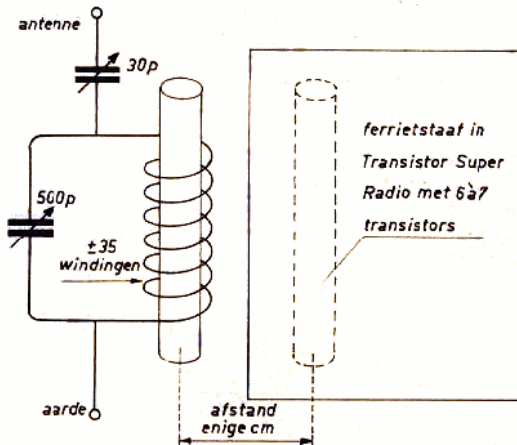 antenne
30p
500p
±35
windingen
aarde
afstand
enige cm
ferrietstaaf in
Transistor Super
Radio met 6à7
transistors